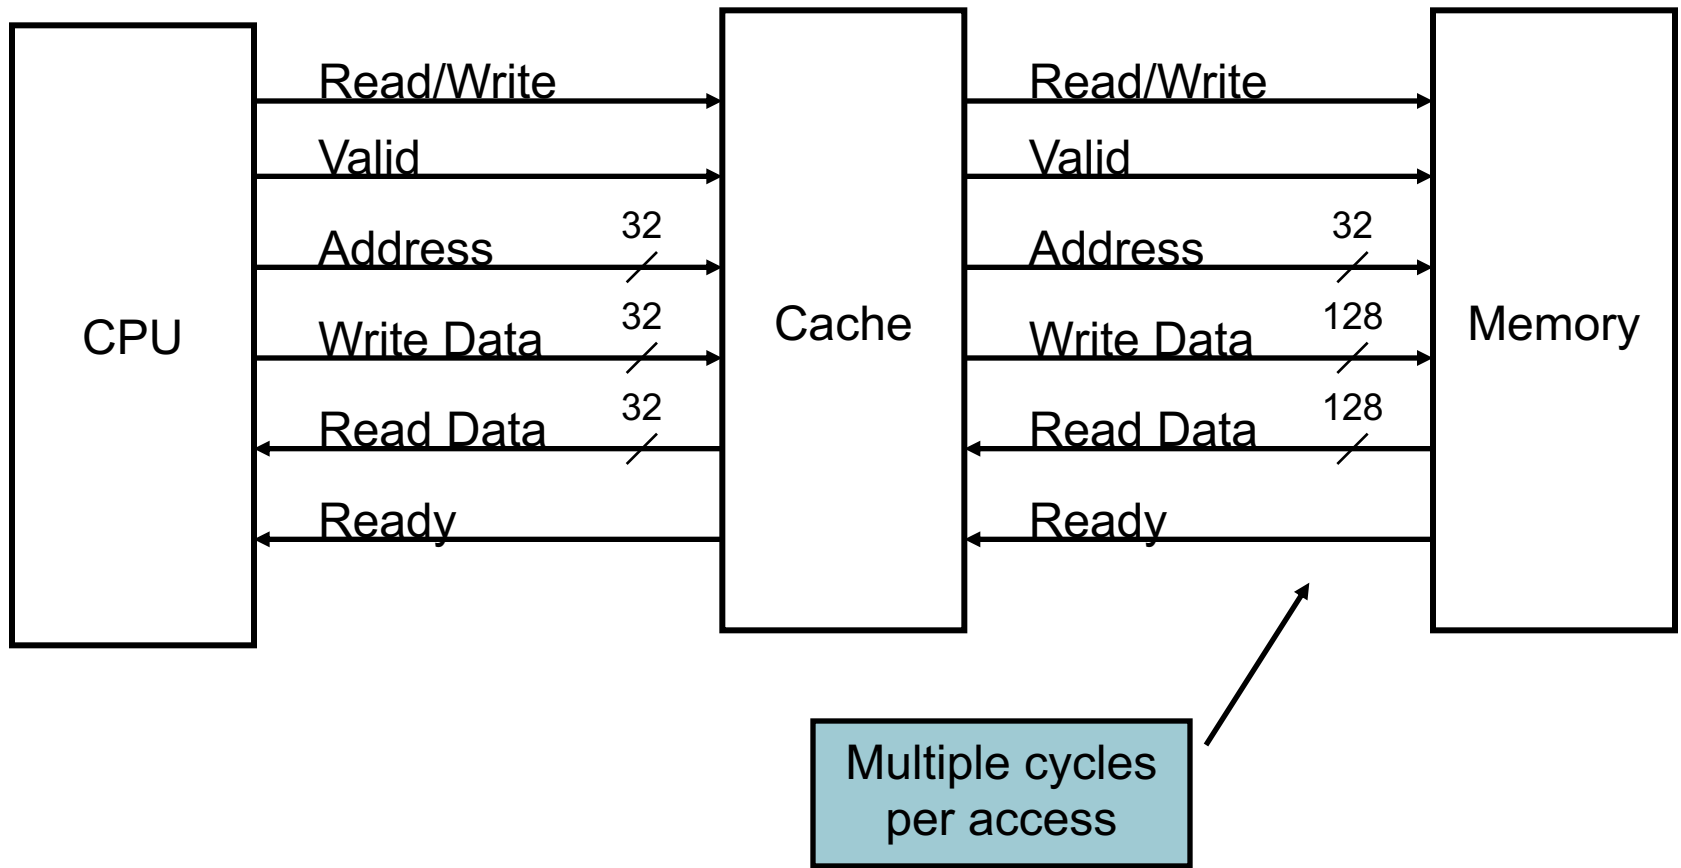 Read/Write
Read/Write
Valid
Valid
32
32
Address
Address
32
128
CPU
Write Data
Cache
Write Data
Memory
32
128
Read Data
Read Data
Ready
Ready
Multiple cycles
per access